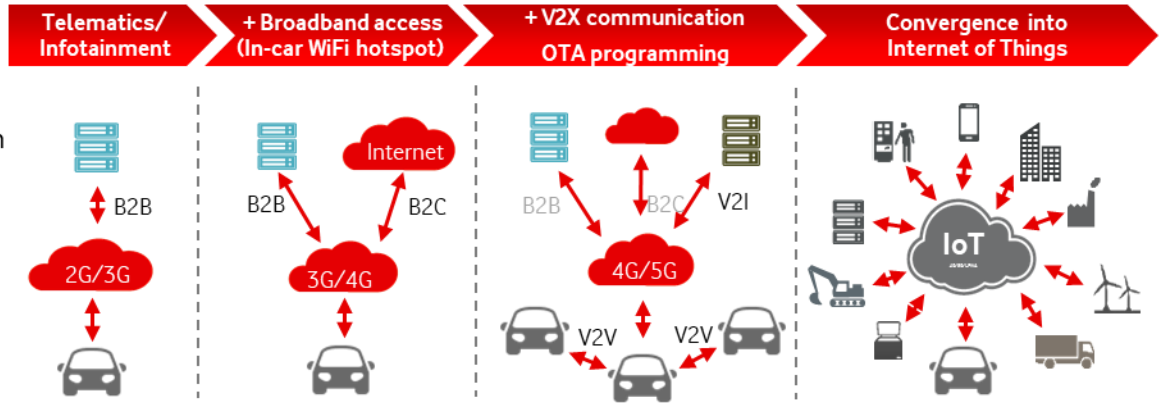 Telematics/
Infotainment
+ Broadband access
(In-car WiFi hotspot)
+ V2X communication
OTA programming
Convergence into
Internet of Things
n
B2B
2G/3G
Internet
B2B
B2C
3G/4G
B2B
B2C
V2I
4G/5G
V2V
V2V
IoT